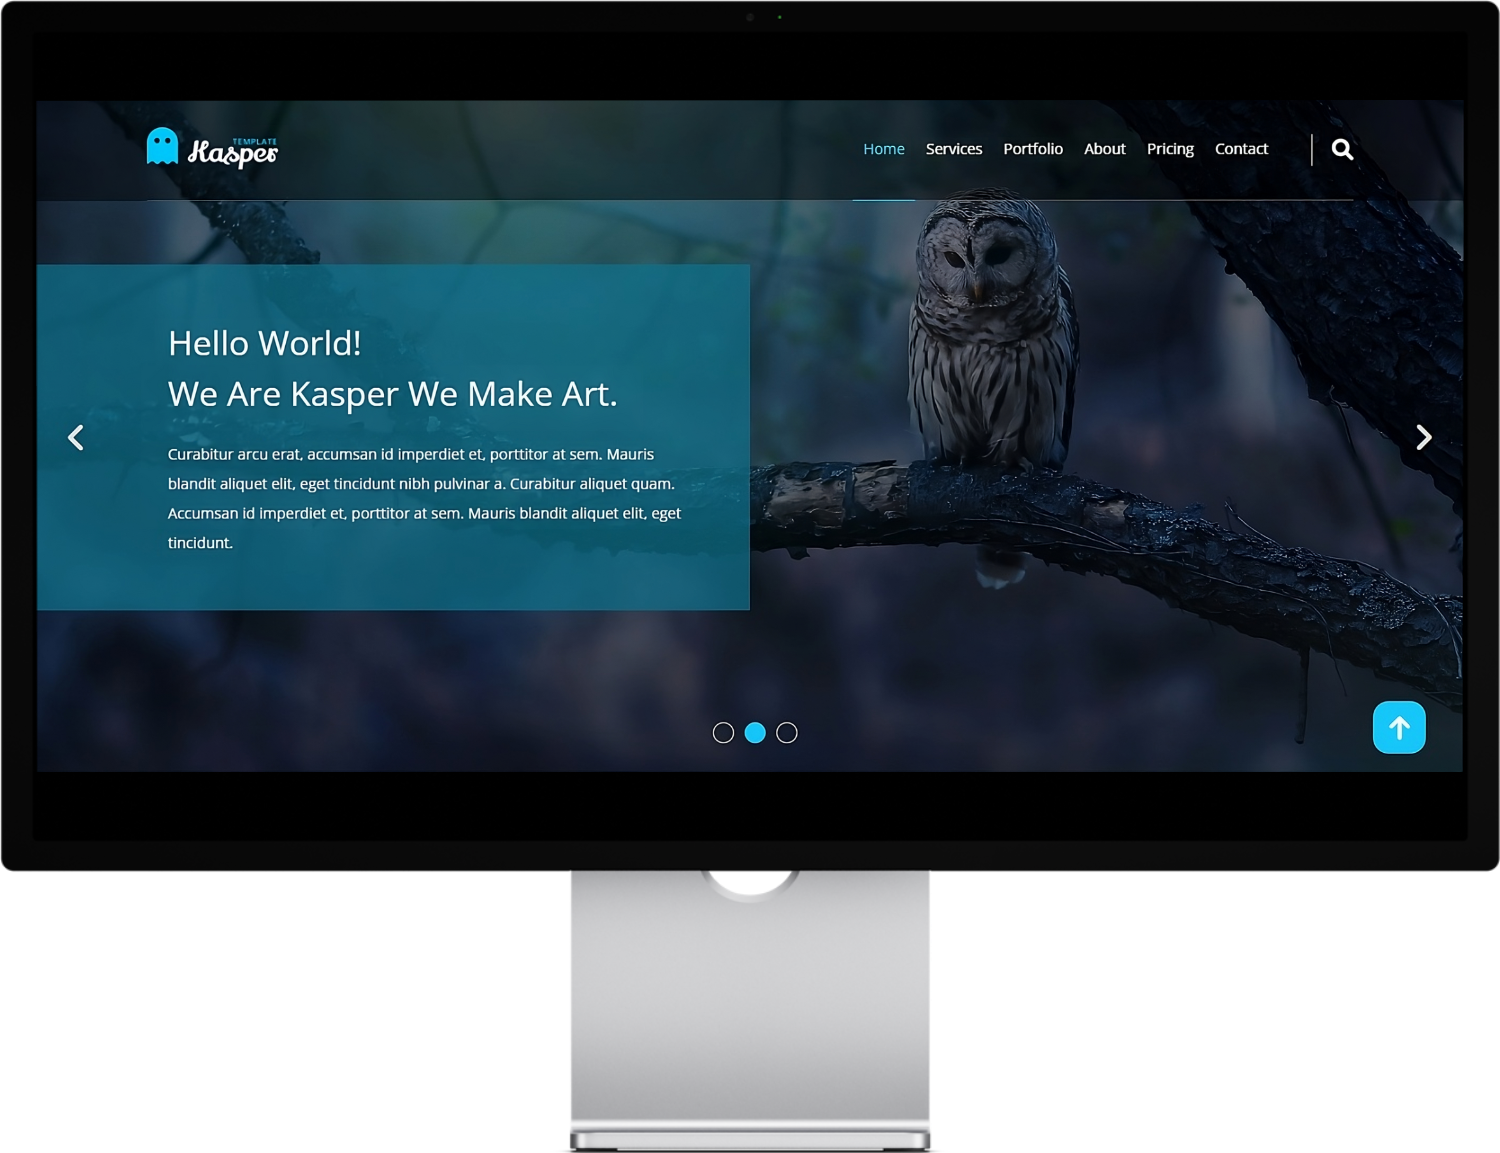 TEMPLATE
Kasper
Home Services Portfolio About Pricing Contact
Hello World!
We Are Kasper We Make Art.
Curabitur arcu erat, accumsan id imperdiet et, porttitor at sem. Mauris
blandit aliquet elit, eget tincidunt nibh pulvinar a. Curabitur aliquet quam.
Accumsan id imperdiet et, porttitor at sem. Mauris blandit aliquet elit, eget
tincidunt.